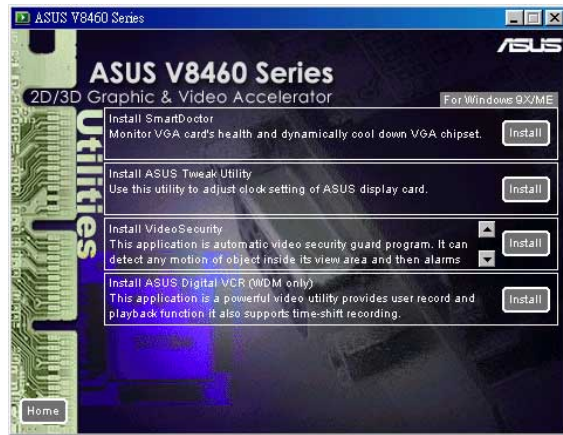 ASUS V8460 Series
ASUS
ASUS V8460 Series
2D/3D Graphic & Video Accelerator
For Windows 9X/ME
Utilities
Install SmartDoctor
Monitor VGA card's health and dynamically cool down VGA chipset.
Install
Install ASUS Tweak Utility
Use this utility to adjust clock setting of ASUS display card.
Install
Install VideoSecurity
This application is automatic video security guard program. It can
detect any motion of object inside its view area and then alarms
Install
Install ASUS Digital VCR (WDM only)
This application is a powerful video utility provides user record and
playback function it also supports time-shift recording.
Install
Home